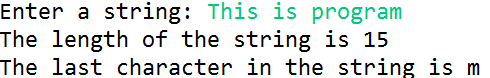 Enter a string: This is program
The length of the string is 15
The last character in the string is m